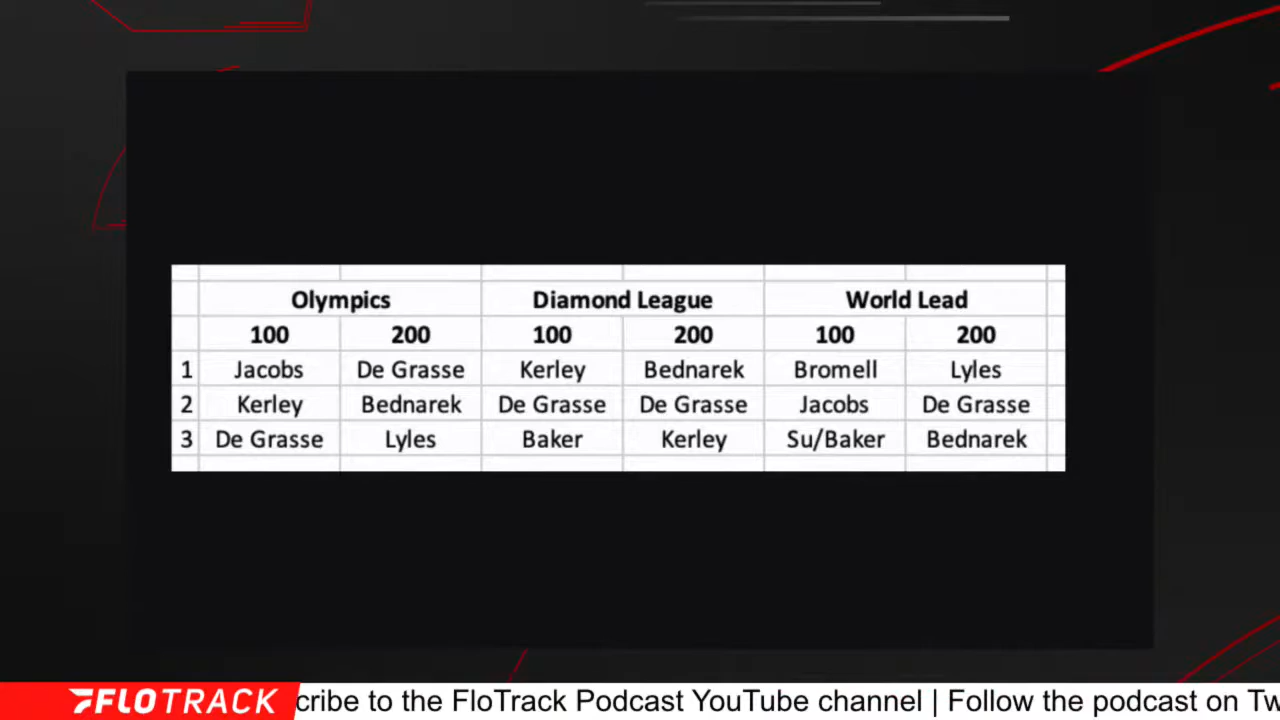 Olympics Diamond League World Lead
100 200 100 200 100 200
1 Jacobs De Grasse Kerley Bednarek Bromell Lyles
2 Kerley Bednarek De Grasse De Grasse Jacobs De Grasse
3 De Grasse Lyles Baker Kerley Su/Baker Bednarek
FLOTRACK cribe to the FloTrack Podcast YouTube channel | Follow the podcast on Tw